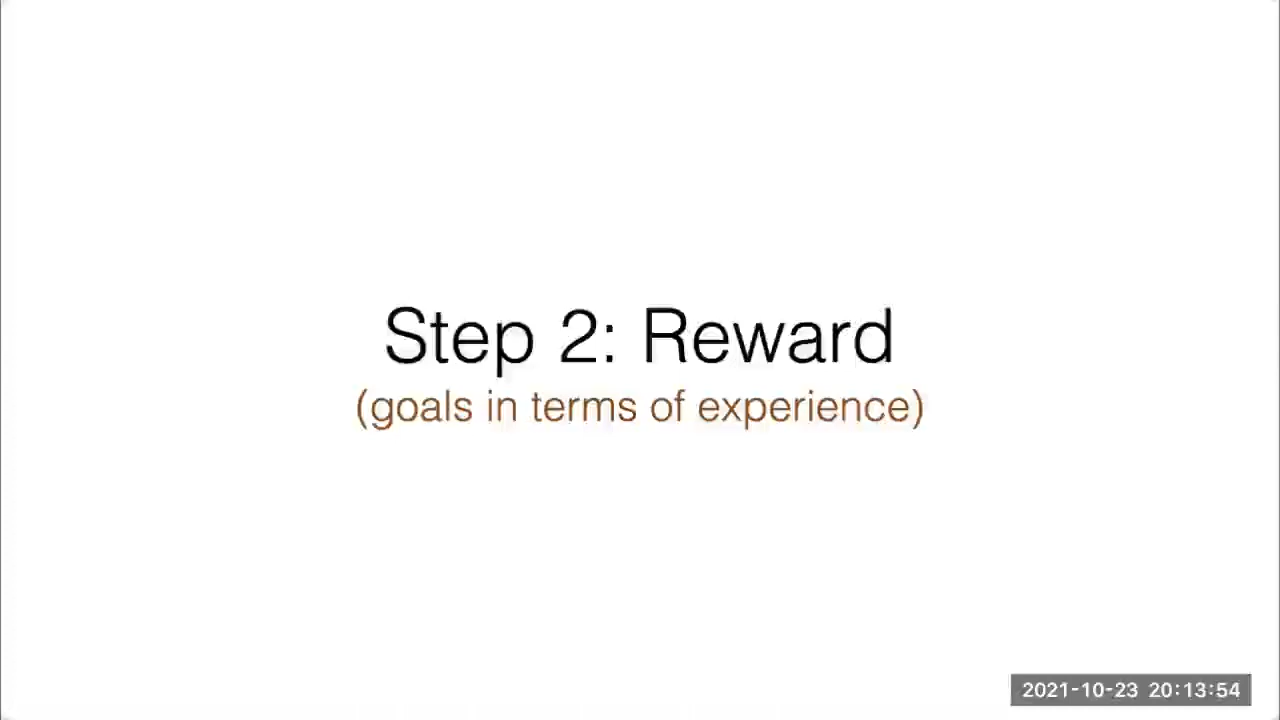 Step 2: Reward
(goals in terms of experience)
2021-10-23 20:13:54